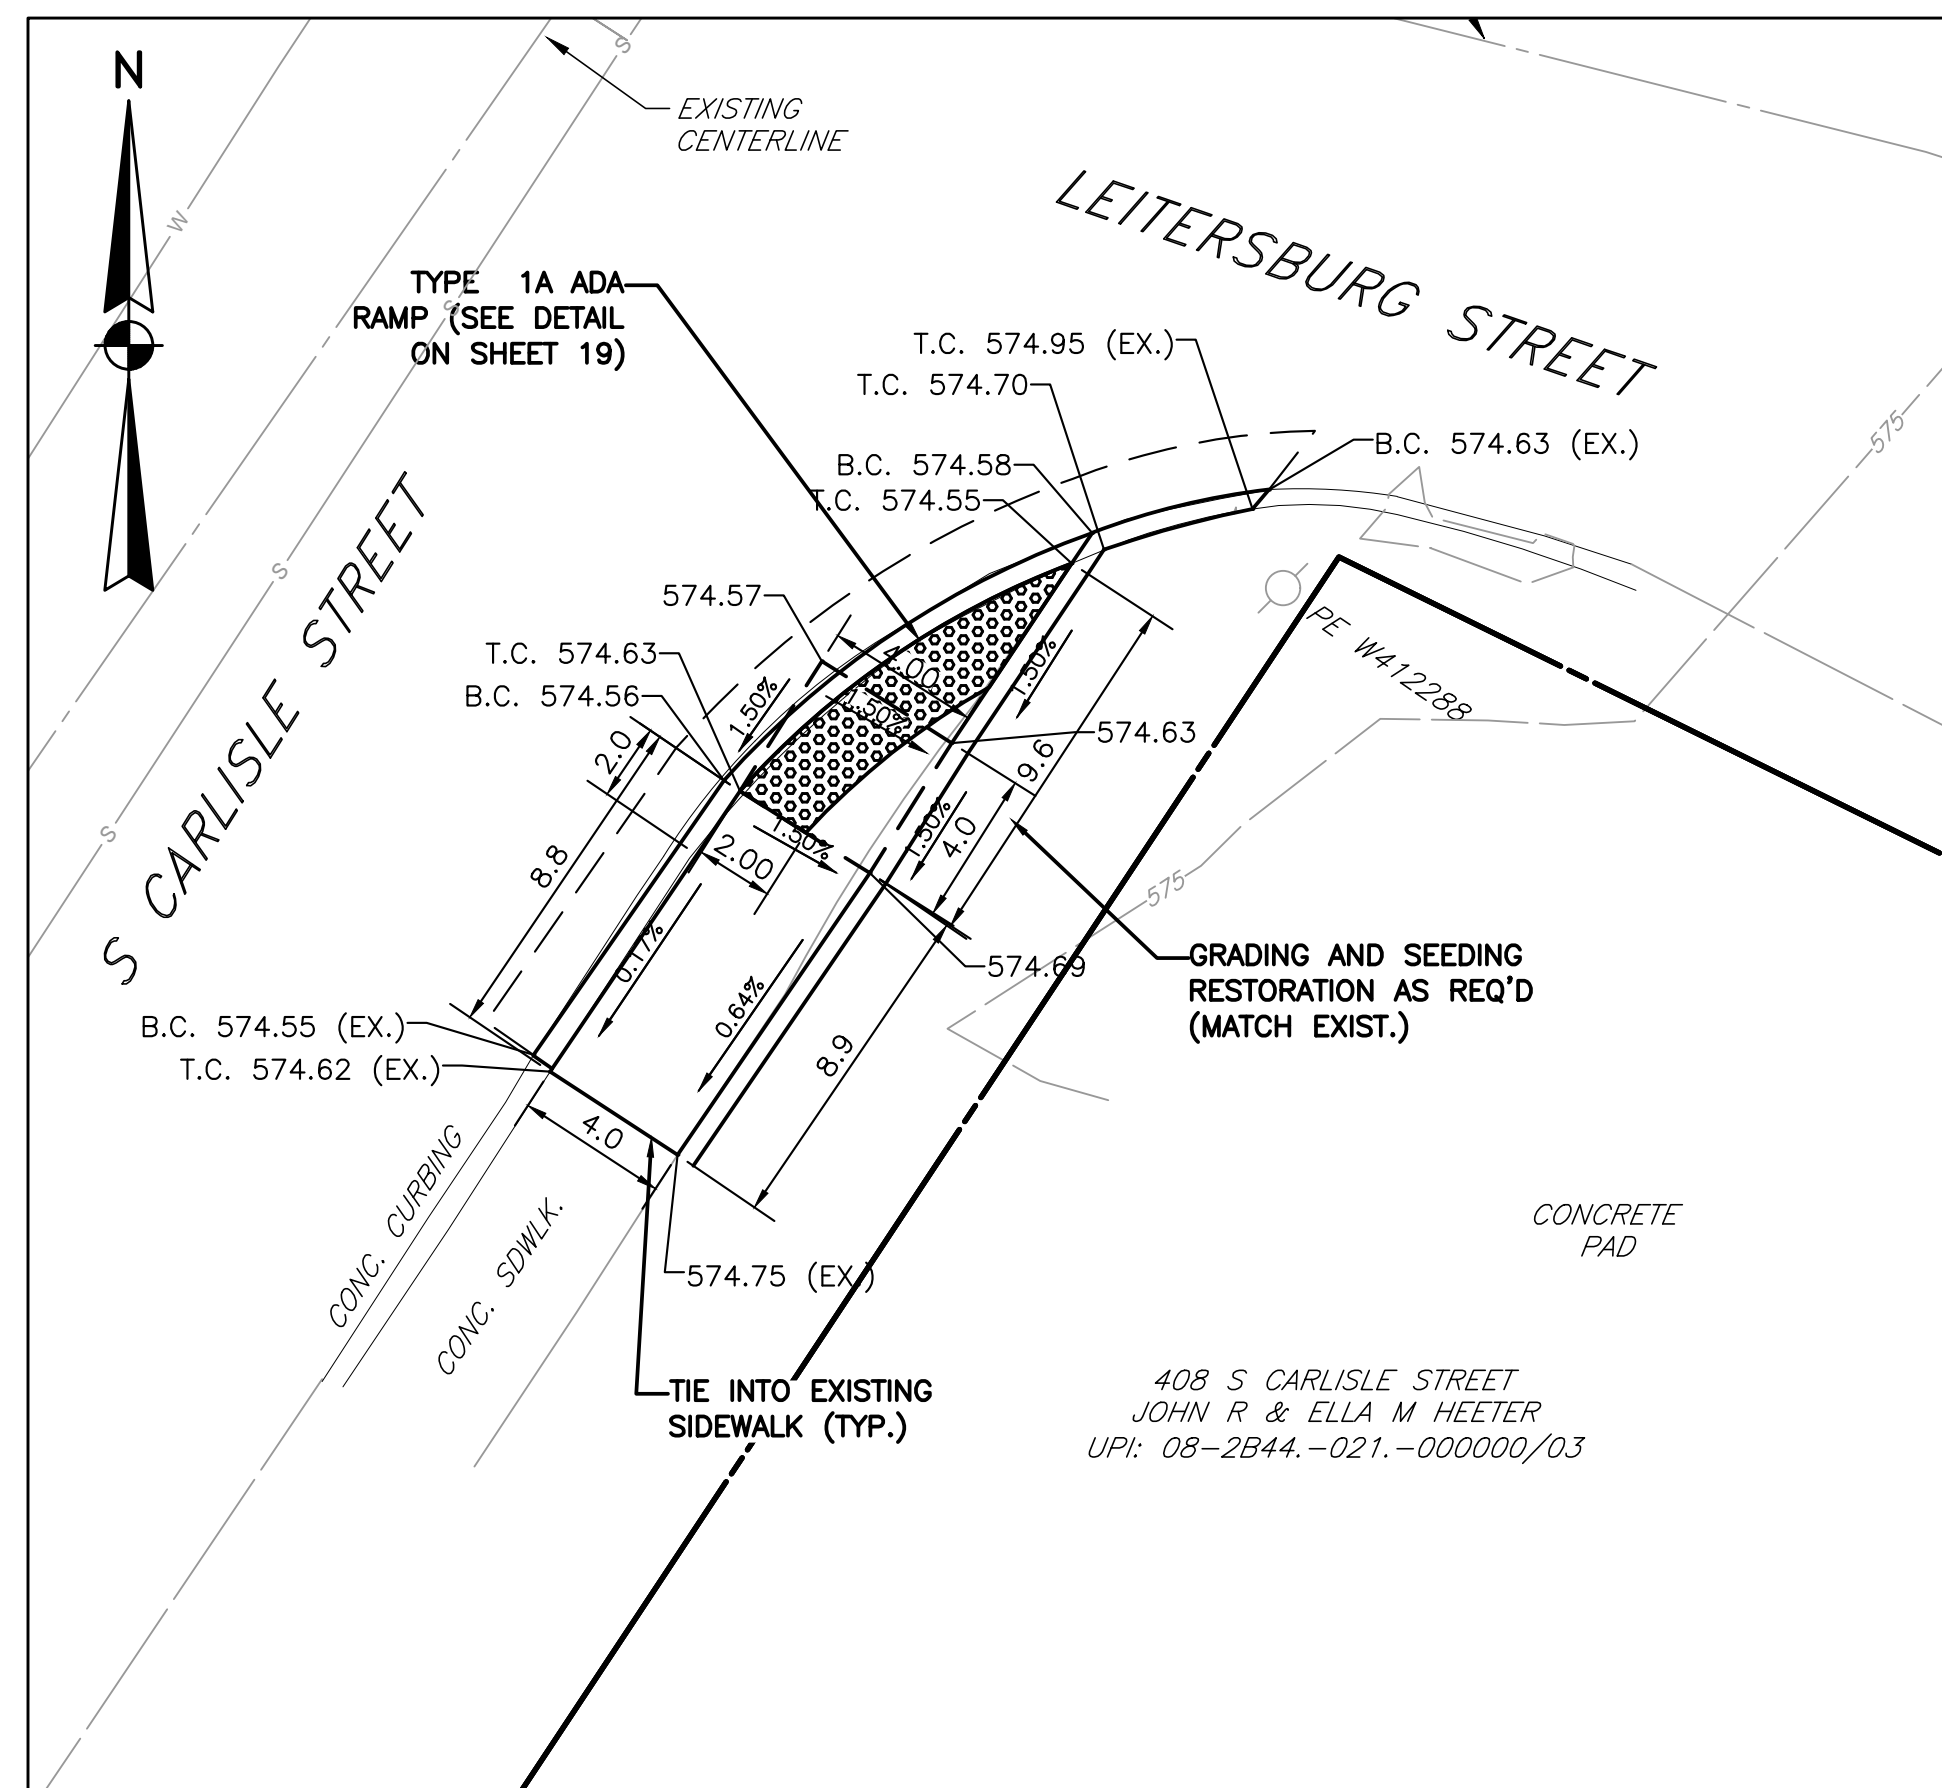 N
EXISTING
CENTERLINE
S
W
LEITERSBURG STREET
TYPE 1A ADA
RAMP (SEE DETAIL
ON SHEET 19)
S
T.C. 574.95 (EX.)
T.C. 574.70
B.C. 574.63 (EX.)
575
B.C. 574.58
T.C. 574.55
S
574.57
T.C. 574.63
B.C. 574.56
PE W412288
4.00
1.50%
1.50%
1.50%
574.63
2.0
9.6
S CARLISLE STREET
S
1.50%
2.00
1.50%
4.0
8.8
575
0.17%
574.69
GRADING AND SEEDING
RESTORATION AS REQ'D
(MATCH EXIST.)
0.64%
8.9
B.C. 574.55 (EX.)
T.C. 574.62 (EX.)
4.0
CONC. CURBING
CONC. SDWLK.
574.75 (EX.)
CONCRETE
PAD
TIE INTO EXISTING
SIDEWALK (TYP.)
408 S CARLISLE STREET
JOHN R & ELLA M HEETER
UPI: 08-2B44.-021.-000000/03